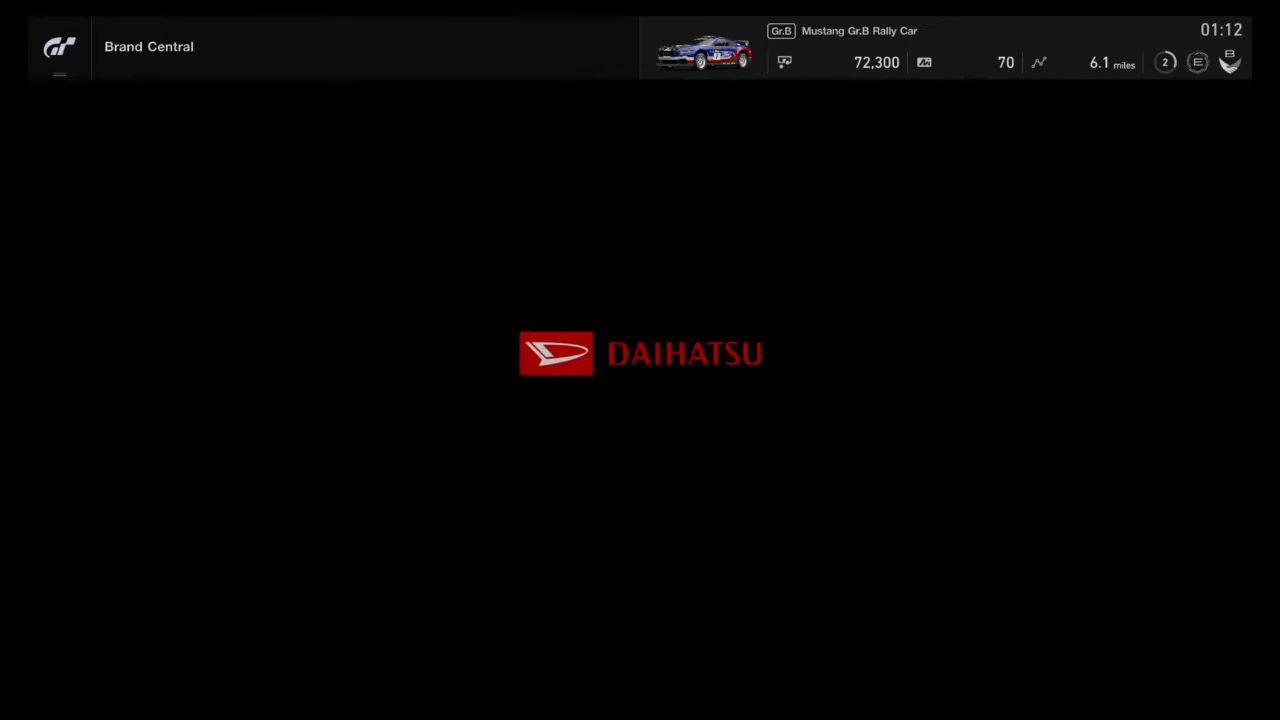 Brand Central
Gr.B Mustang Gr.B Rally Car
01:12
72,300
70
6.1 miles
2
E
B
DAIHATSU